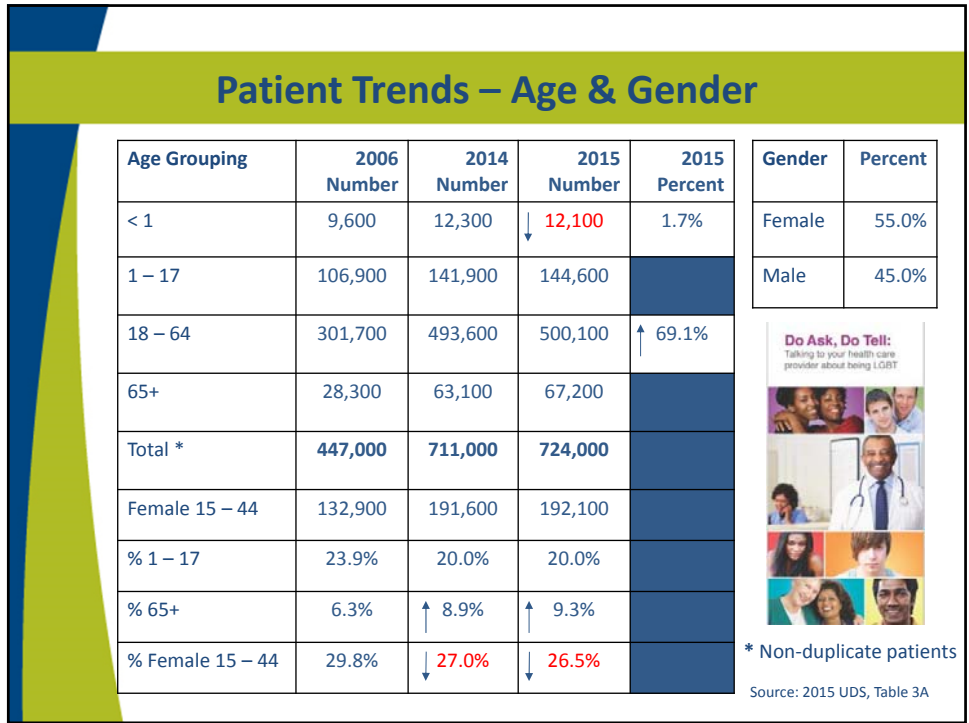 Patient Trends – Age & Gender
Age Grouping 2006 Number 2014 Number 2015 Number 2015 Percent
< 1 9,600 12,300 ↓ 12,100 1.7%
1 – 17 106,900 141,900 144,600
18 – 64 301,700 493,600 500,100 ↑ 69.1%
65+ 28,300 63,100 67,200
Total * 447,000 711,000 724,000
Female 15 – 44 132,900 191,600 192,100
% 1 – 17 23.9% 20.0% 20.0%
% 65+ 6.3% ↑ 8.9% ↑ 9.3%
% Female 15 – 44 29.8% ↓ 27.0% ↓ 26.5%
Gender Percent
Female 55.0%
Male 45.0%
Do Ask, Do Tell:
Talking to your health care
provider about being LGBT
* Non-duplicate patients
Source: 2015 UDS, Table 3A